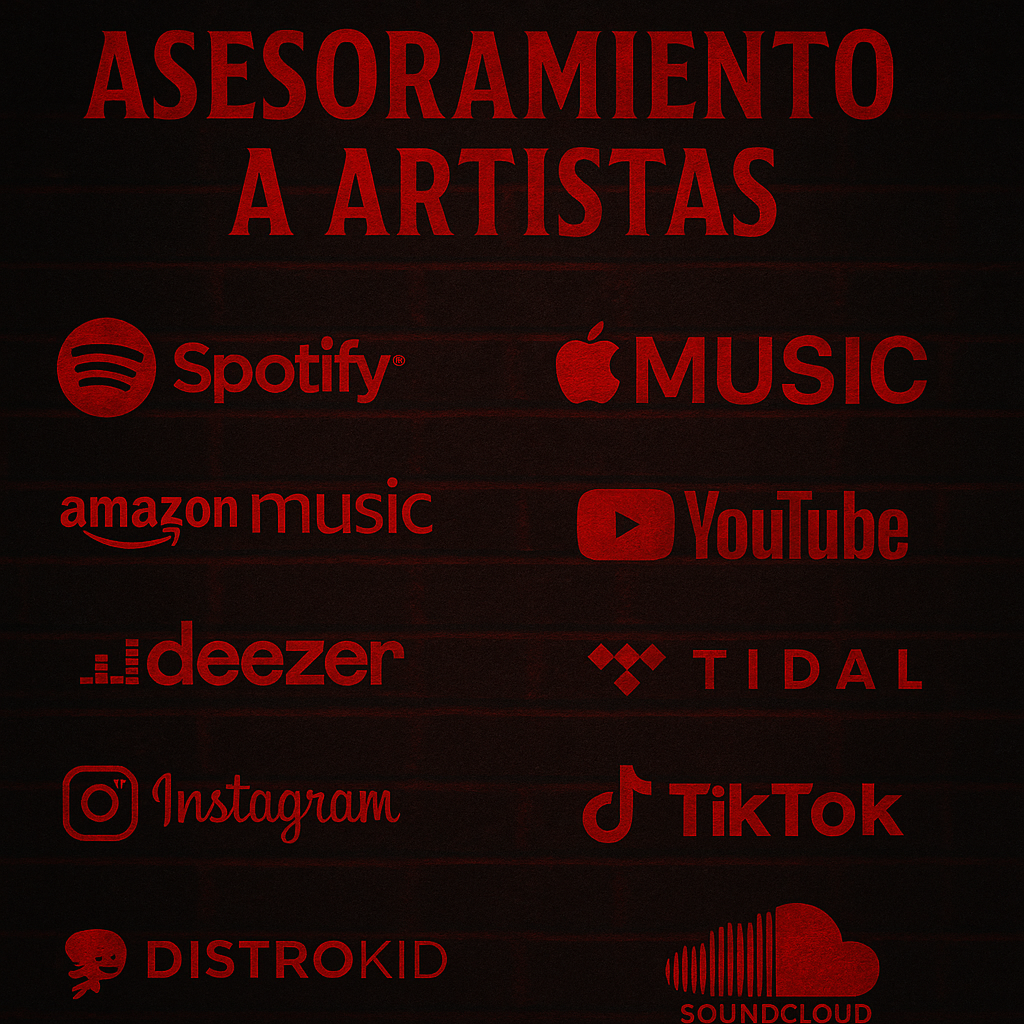 ASESORAMIENTO
A ARTISTAS
Spotify®
MUSIC
amazon music
YouTube
deezer
TIDAL
Instagram
TikTok
DISTROKID
SOUNDCLOUD